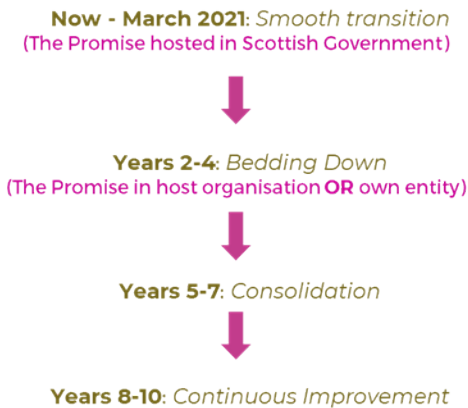 Now - March 2021: Smooth transition
(The Promise hosted in Scottish Government)
Years 2-4: Bedding Down
(The Promise in host organisation OR own entity)
Years 5-7: Consolidation
Years 8-10: Continuous Improvement